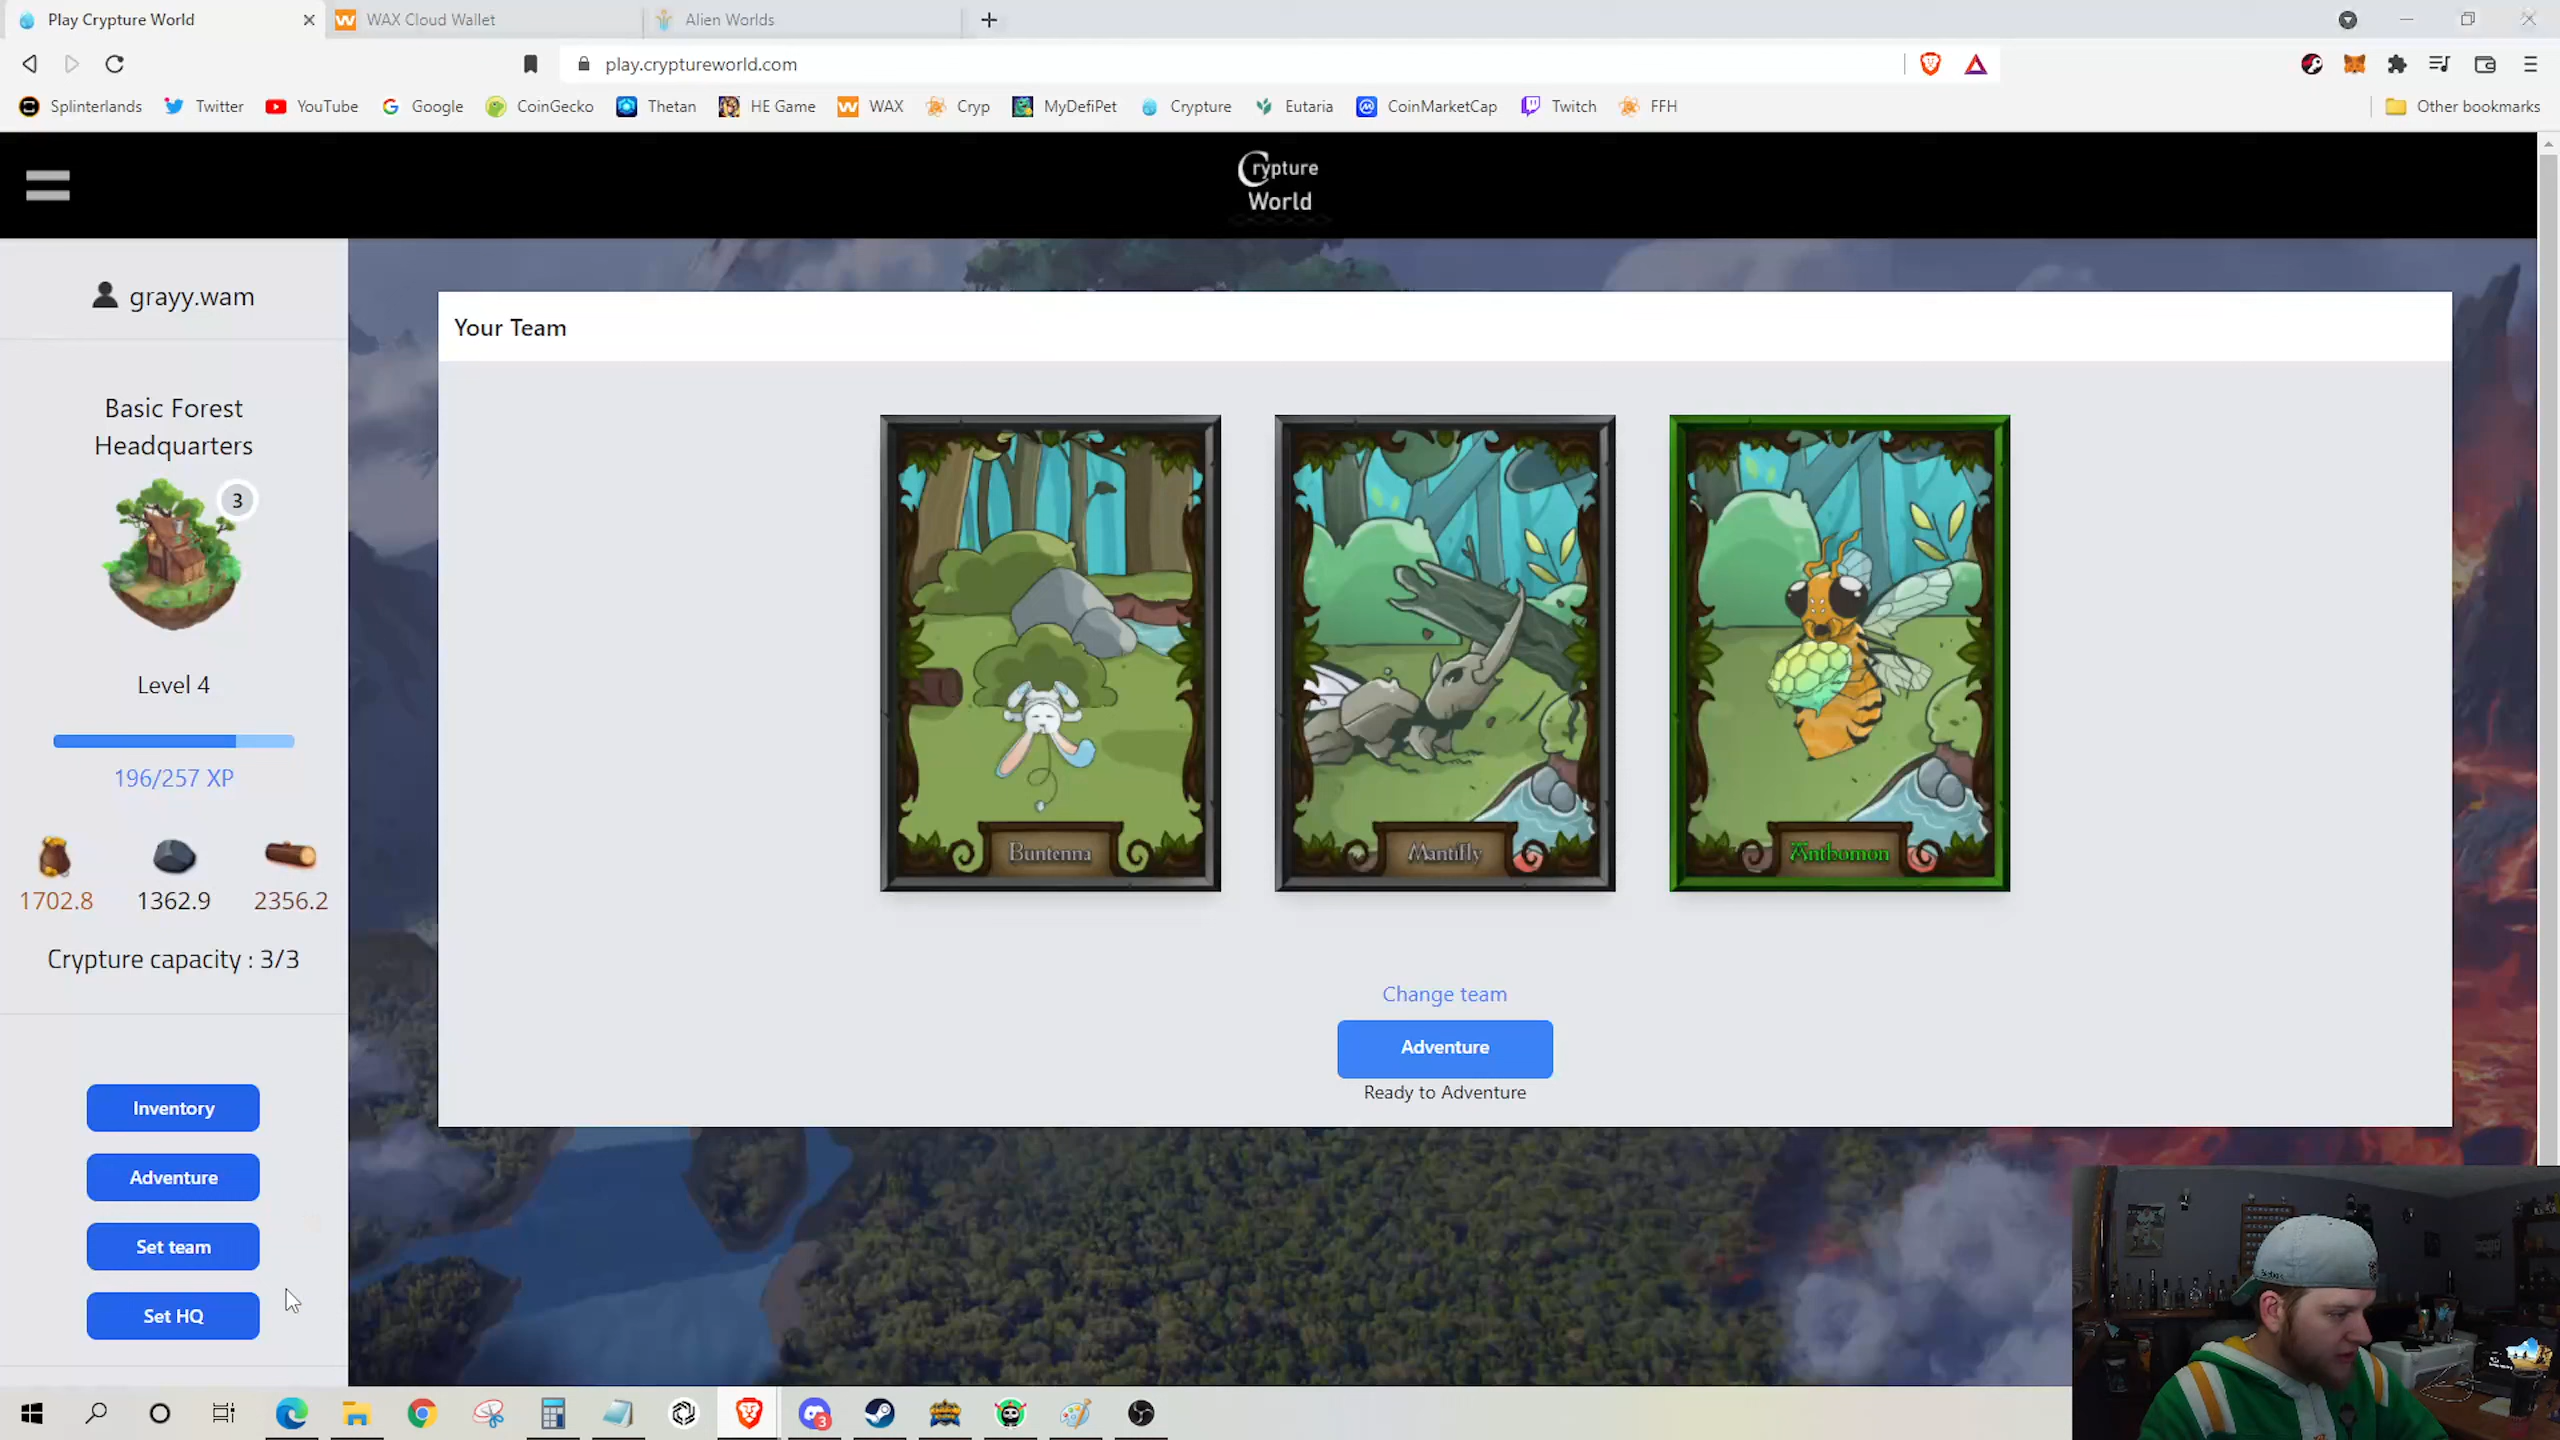 Play Crypture World
WAX Cloud Wallet
Alien Worlds
play.cryptureworld.com
Splinterlands
Twitter
YouTube
Google
CoinGecko
Thetan
HE Game
WAX
Cryp
MyDefiPet
Crypture
Eutaria
CoinMarketCap
Twitch
FFH
Other bookmarks
Crypture
World
grayy.wam
Basic Forest
Headquarters
3
Level 4
196/257 XP
1702.8
1362.9
2356.2
Crypture capacity : 3/3
Inventory
Adventure
Set team
Set HQ
Your Team
Buntenna
Mantifly
Anthomon
Change team
Adventure
Ready to Adventure
3